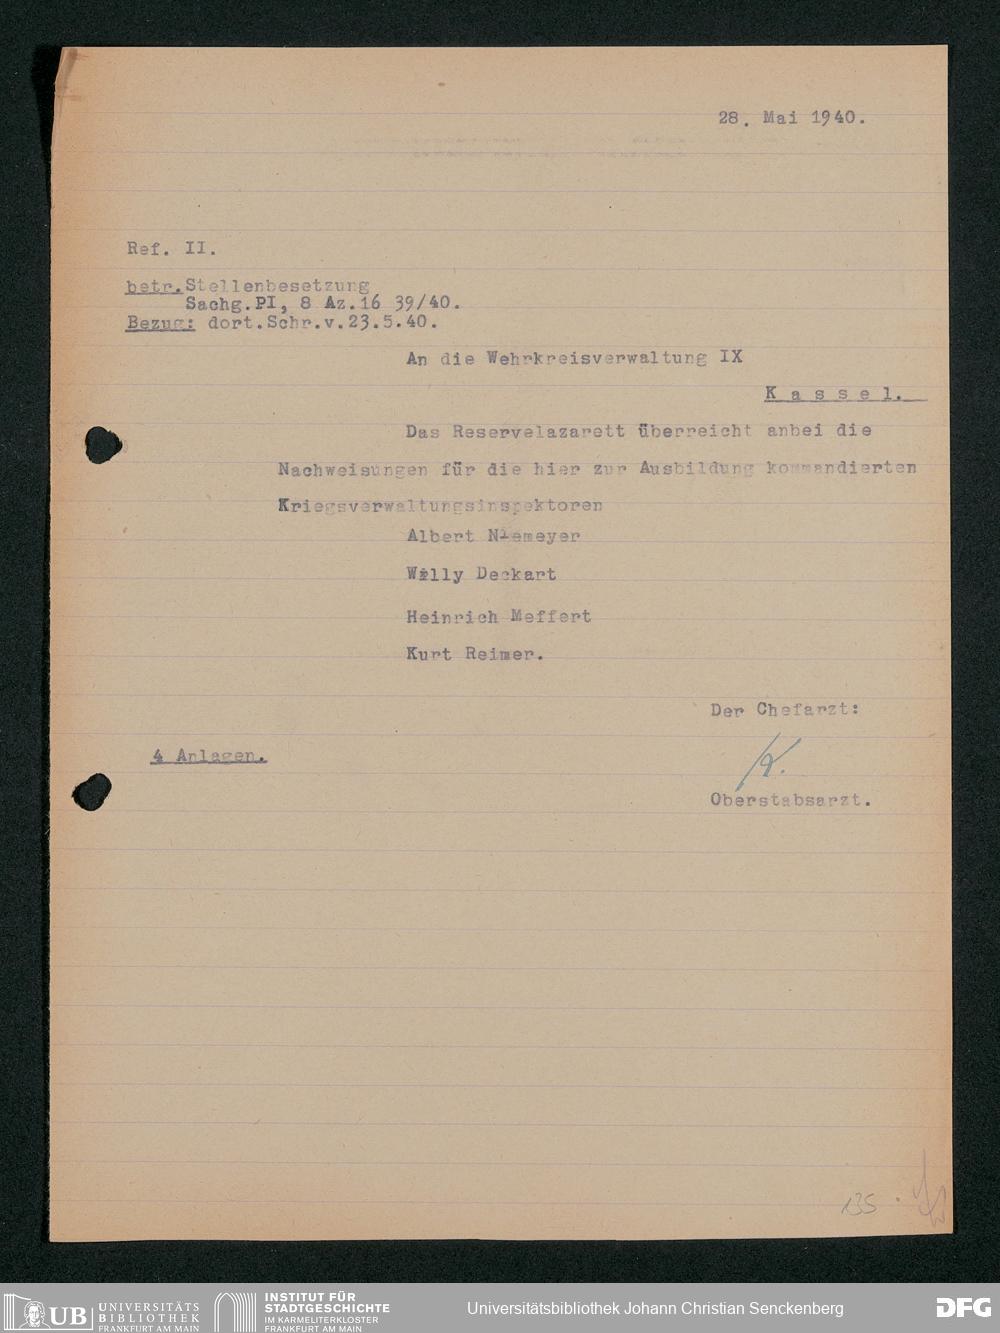 28. Mai 1940.
Ref. II.
betr. Stellenbesetzung
Sachg.PI, 8 Az.16 39/40.
Bezug: dort.Schr.v.23.5.40.
An die Wehrkreisverwaltung IX
K a s s e l.
Das Reservelazarett überreicht anbei die
Nachweisungen für die hier zur Ausbildung kommandierten
Kriegsverwaltungsinspektoren
Albert Niemeyer
Willy Deckart
Heinrich Meffert
Kurt Reimer.
Der Chefarzt:
4 Anlagen.
K.
Oberstabsarzt.
135
UB UNIVERSITÄTS
BIBLIOTHEK
FRANKFURT AM MAIN
INSTITUT FÜR
STADTGESCHICHTE
IM KARMELITERKLOSTER
FRANKFURT AM MAIN
Universitätsbibliothek Johann Christian Senckenberg
DFG